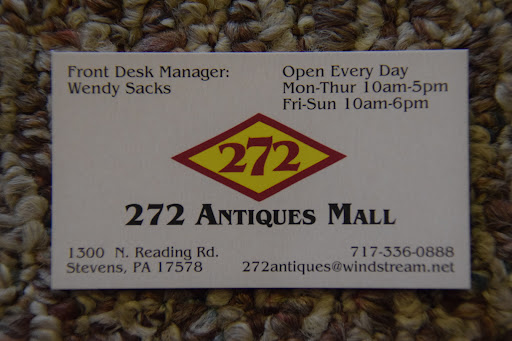 Front Desk Manager:
Wendy Sacks
Open Every Day
Mon-Thur 10am-5pm
Fri-Sun 10am-6pm
272
272 Antiques Mall
1300 N. Reading Rd.
Stevens, PA 17578
717-336-0888
272antiques@windstream.net